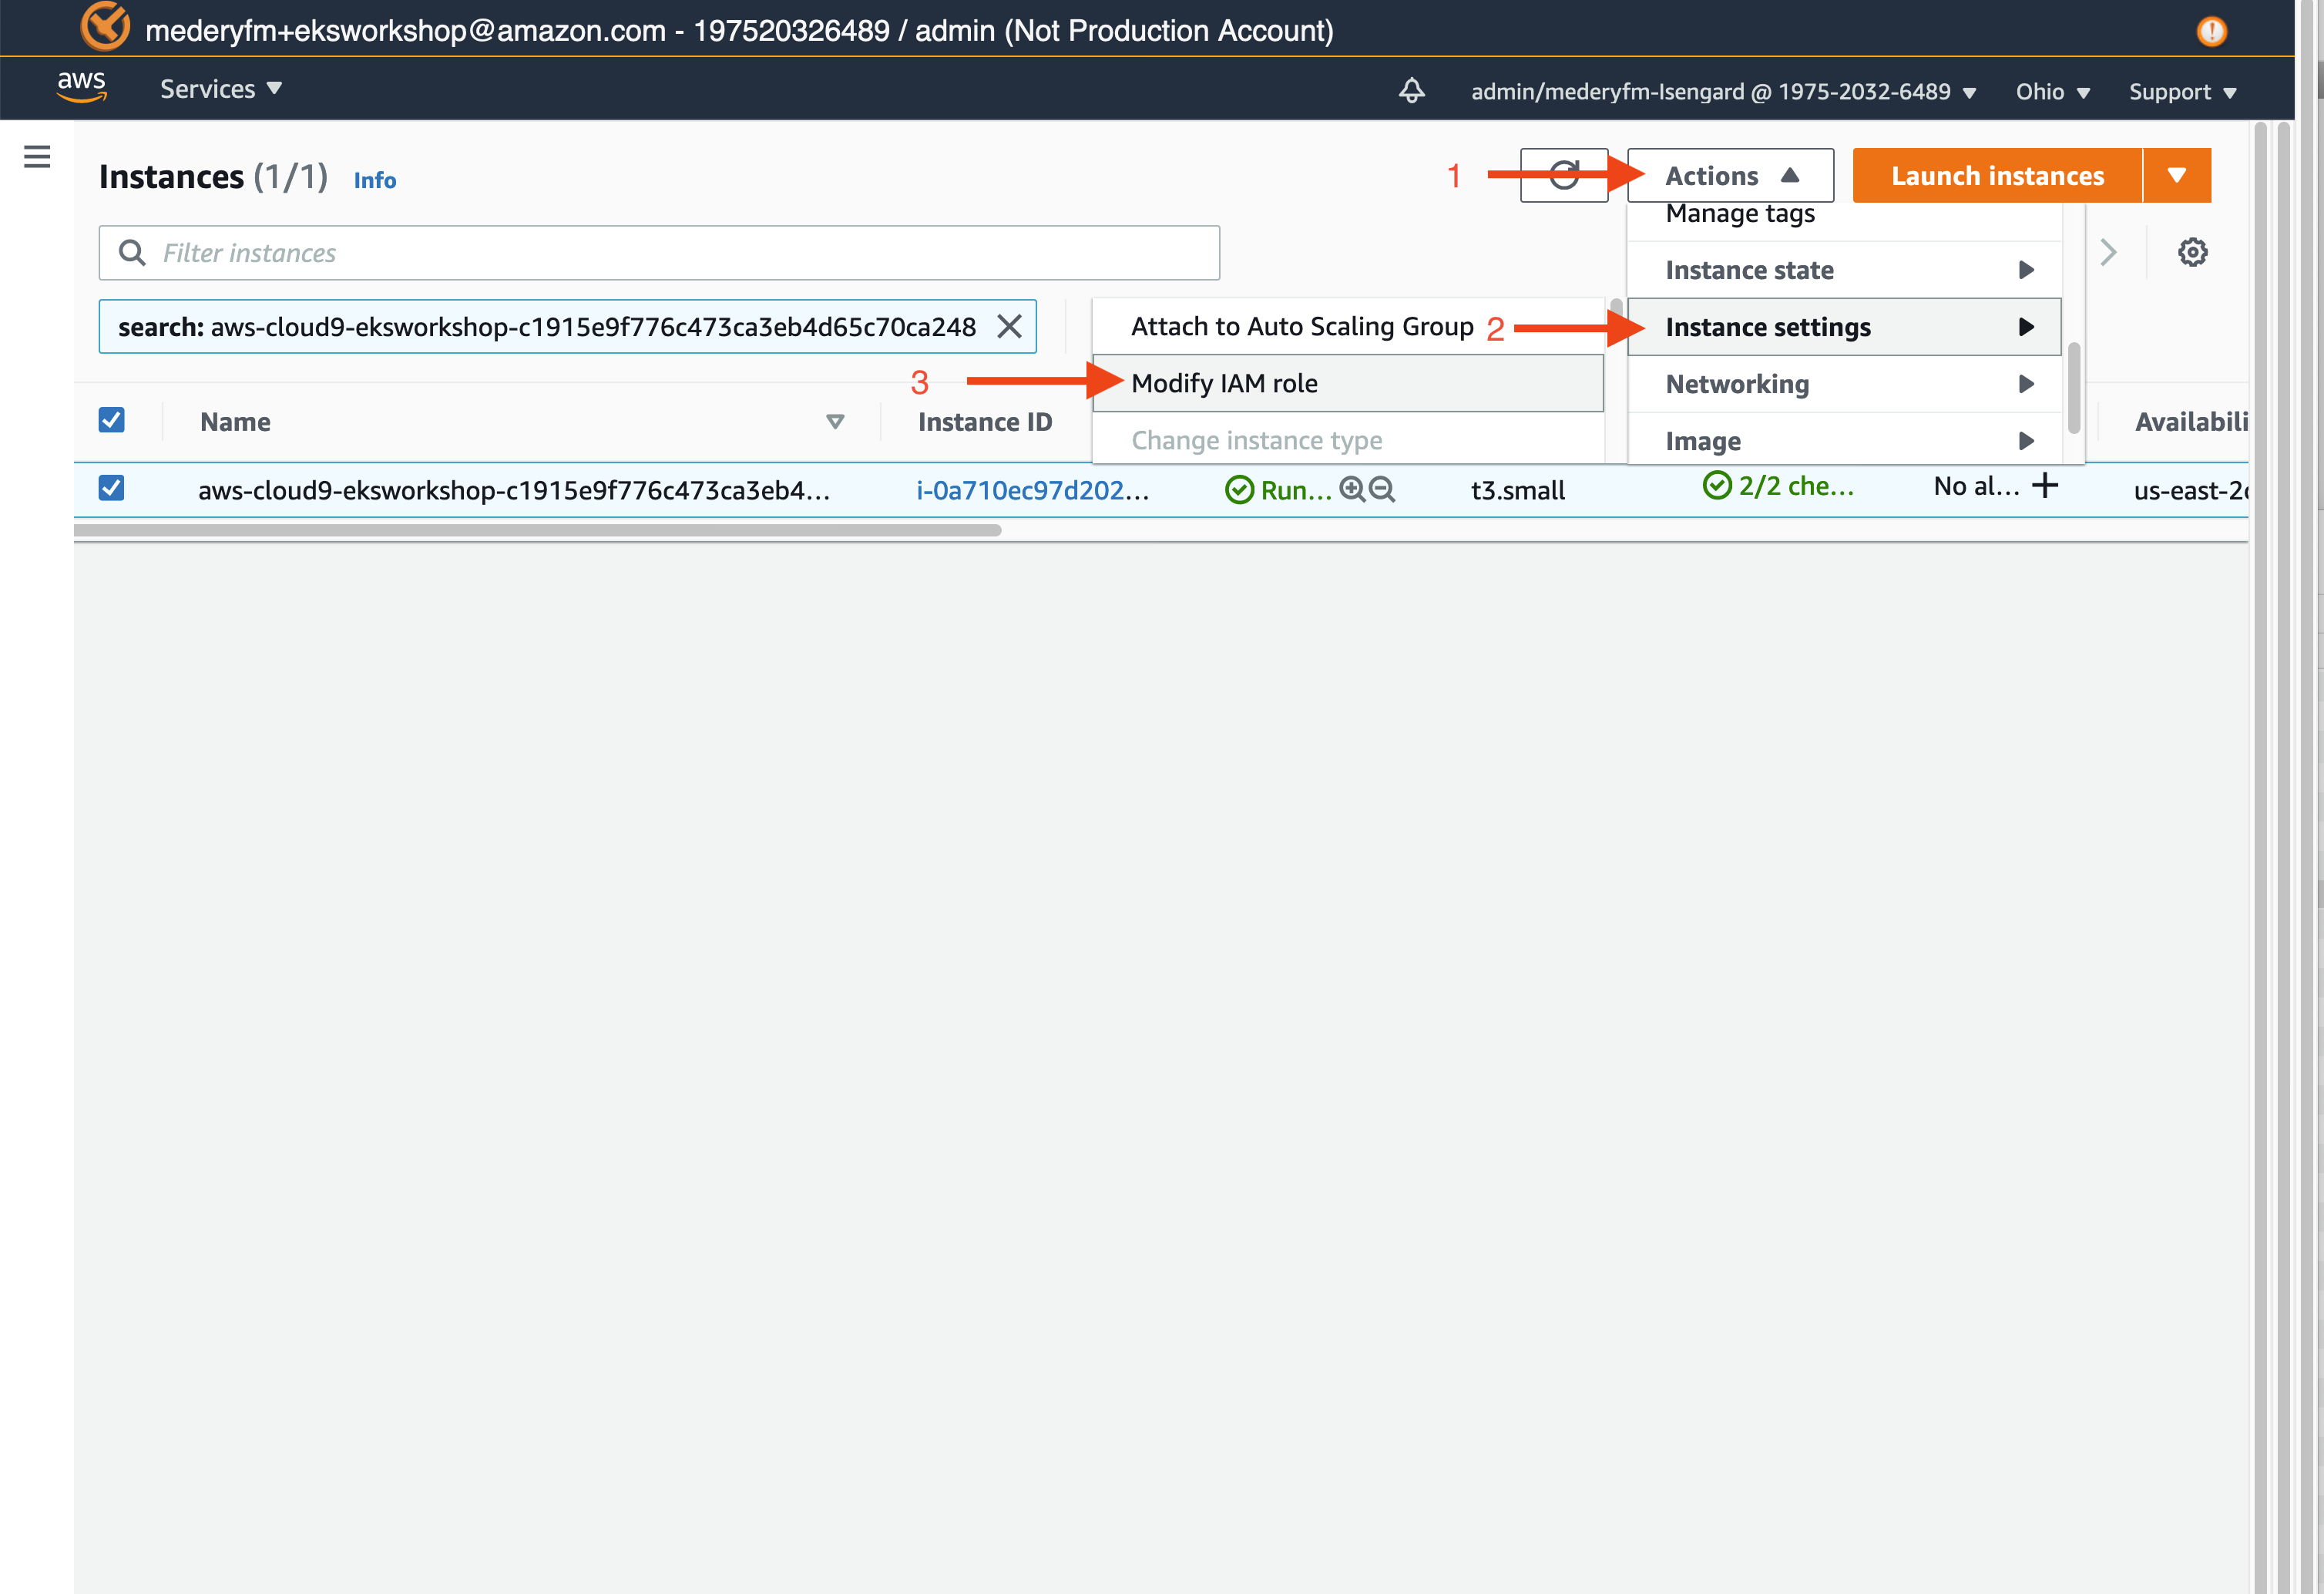 mederyfm+eksworkshop@amazon.com - 197520326489 / admin (Not Production Account)
aws Services admin/mederyfm-Isengard @ 1975-2032-6489 Ohio Support
Instances (1/1) Info 1 Actions Launch instances
Manage tags
Filter instances
Instance state
search: aws-cloud9-eksworkshop-c1915e9f776c473ca3eb4d65c70ca248
Attach to Auto Scaling Group 2 Instance settings
3 Modify IAM role
Networking
Name Instance ID Availabili
Change instance type
Image
aws-cloud9-eksworkshop-c1915e9f776c473ca3eb4... i-0a710ec97d202... Run... t3.small 2/2 che... No al... us-east-2c